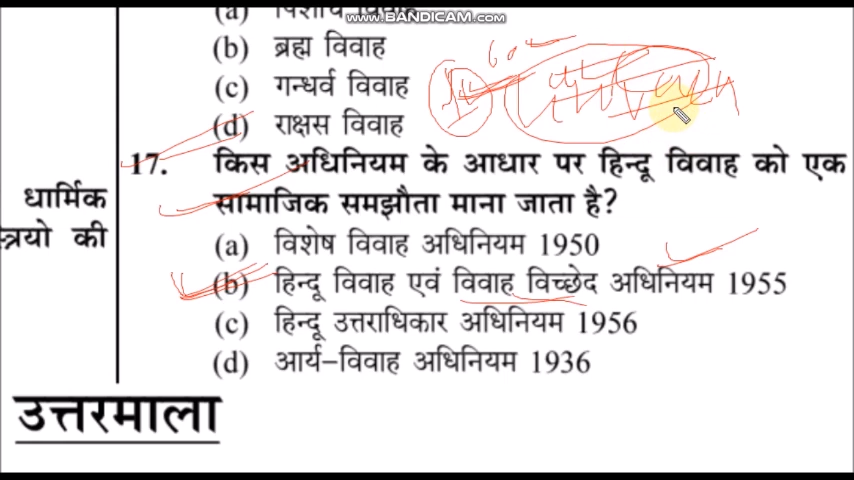 WWW.BANDICAM.COM
(a) पिशाच विवाह
(b) ब्रह्म विवाह
(c) गन्धर्व विवाह
(d) राक्षस विवाह
17. किस अधिनियम के आधार पर हिन्दू विवाह को एक
सामाजिक समझौता माना जाता है?
(a) विशेष विवाह अधिनियम 1950
(b) हिन्दू विवाह एवं विवाह विच्छेद अधिनियम 1955
(c) हिन्दू उत्तराधिकार अधिनियम 1956
(d) आर्य–विवाह अधिनियम 1936
धार्मिक
स्त्रयो की
उत्तरमाला